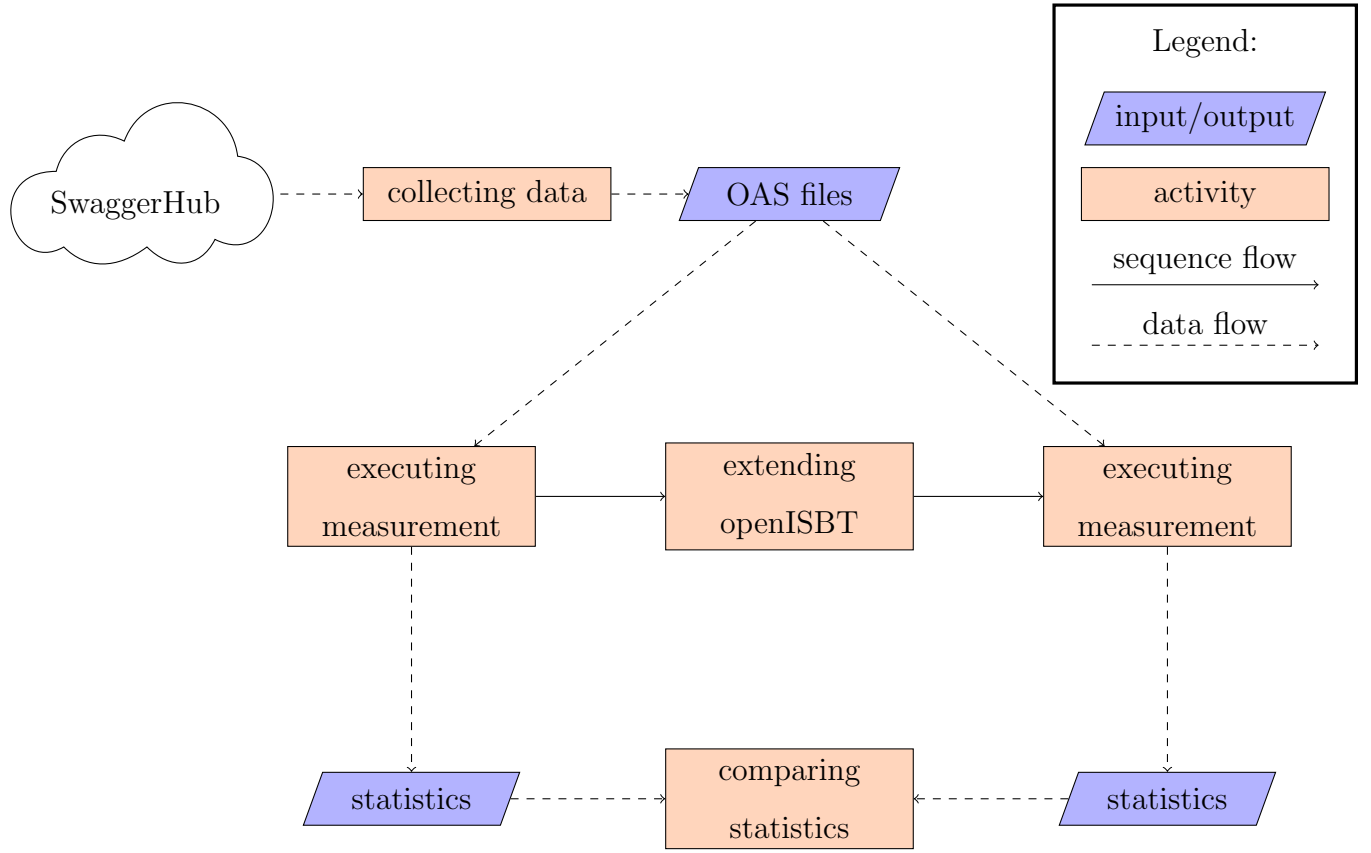 Legend:
input/output
activity
sequence flow
data flow
SwaggerHub
collecting data
OAS files
executing
measurement
extending
openISBT
executing
measurement
statistics
comparing
statistics
statistics